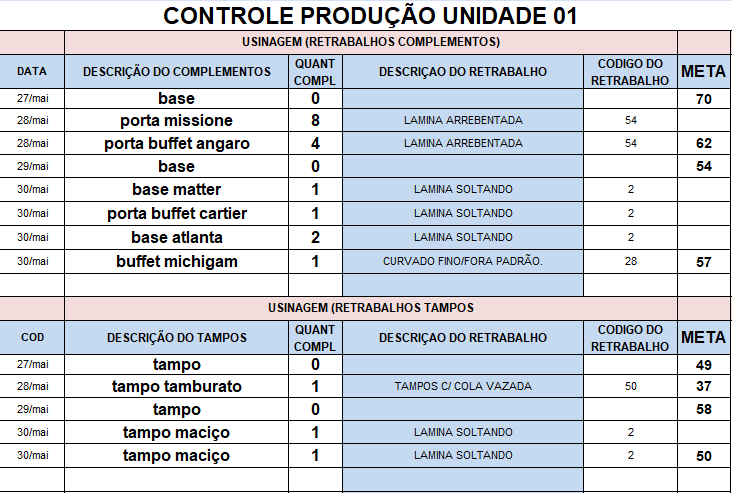 CONTROLE PRODUÇÃO UNIDADE 01
USINAGEM (RETRABALHOS COMPLEMENTOS)
DATA DESCRIÇÃO DO COMPLEMENTOS QUANT COMPL DESCRIÇAO DO RETRABALHO CODIGO DO RETRABALHO META
27/mai base 0 70
28/mai porta missione 8 LAMINA ARREBENTADA 54
28/mai porta buffet angaro 4 LAMINA ARREBENTADA 54 62
29/mai base 0 54
30/mai base matter 1 LAMINA SOLTANDO 2
30/mai porta buffet cartier 1 LAMINA SOLTANDO 2
30/mai base atlanta 2 LAMINA SOLTANDO 2
30/mai buffet michigam 1 CURVADO FINO/FORA PADRÃO. 28 57
USINAGEM (RETRABALHOS TAMPOS
COD DESCRIÇÃO DO TAMPOS QUANT COMPL DESCRIÇAO DO RETRABALHO CODIGO DO RETRABALHO META
27/mai tampo 0 49
28/mai tampo tamburato 1 TAMPOS C/ COLA VAZADA 50 37
29/mai tampo 0 58
30/mai tampo maciço 1 LAMINA SOLTANDO 2
30/mai tampo maciço 1 LAMINA SOLTANDO 2 50